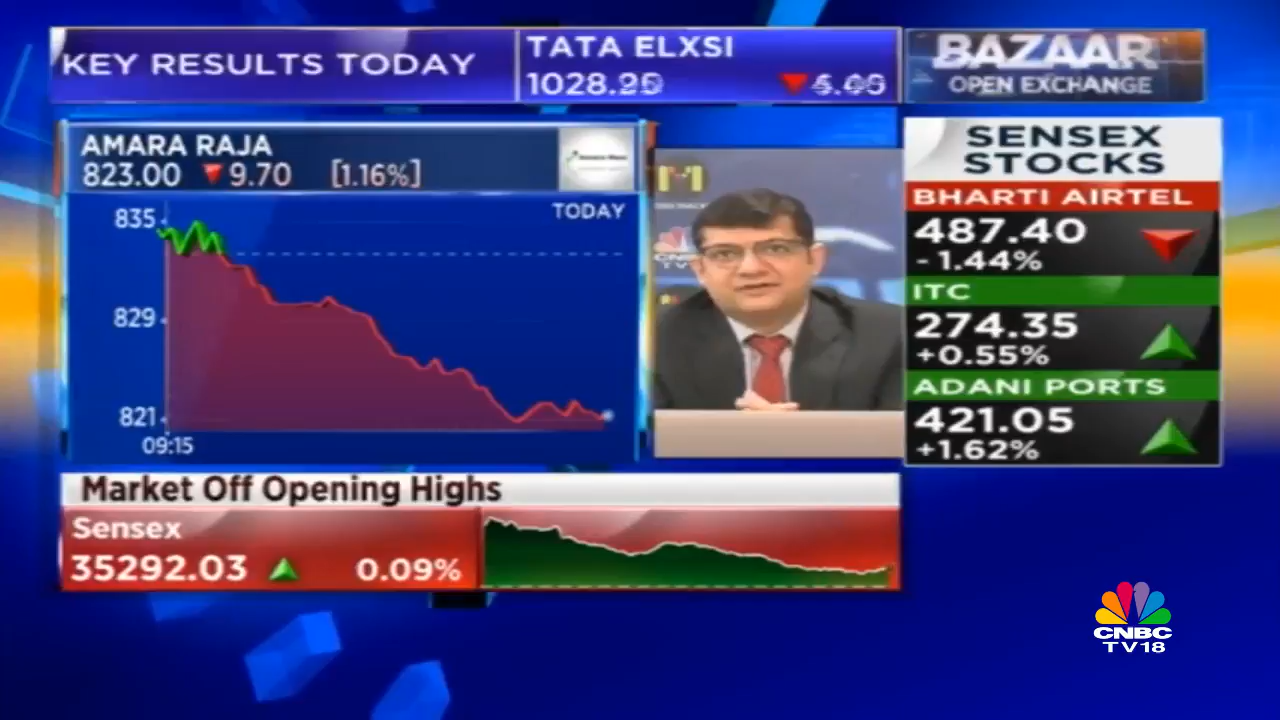 KEY RESULTS TODAY
TATA ELXSI
BAZAAR
OPEN EXCHANGE
AMARA RAJA
823.00 9.70 [1.16%]
TODAY
835
829
821
09:15
CNBC
TV18
SENSEX
STOCKS
BHARTI AIRTEL
487.40
- 1.44%
ITC
274.35
+0.55%
ADANI PORTS
421.05
+1.62%
Market Off Opening Highs
Sensex
35292.03 0.09%
CNBC
TV18